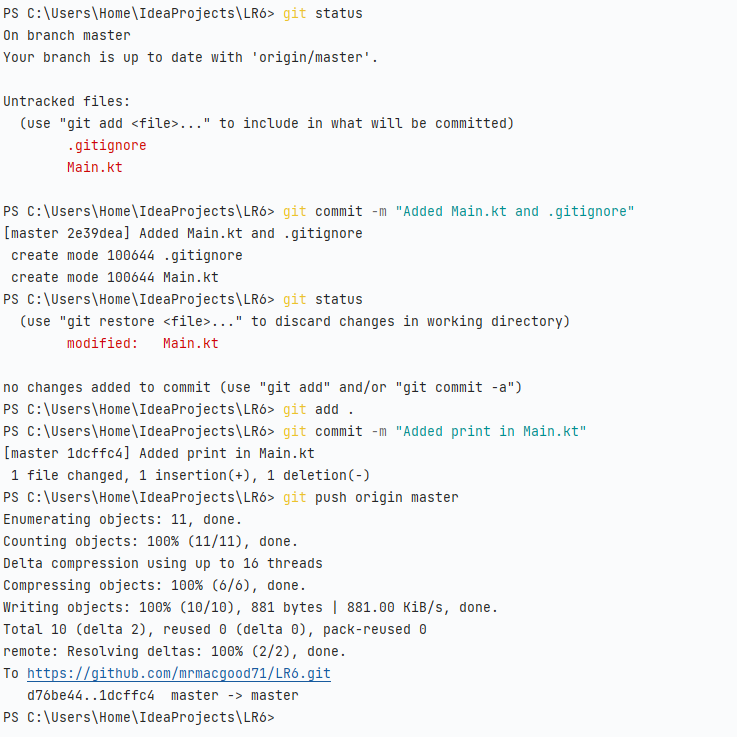 PS C:\Users\Home\IdeaProjects\LR6> git status
On branch master
Your branch is up to date with 'origin/master'.

Untracked files:
  (use "git add <file>..." to include in what will be committed)
        .gitignore
        Main.kt

PS C:\Users\Home\IdeaProjects\LR6> git commit -m "Added Main.kt and .gitignore"
[master 2e39dea] Added Main.kt and .gitignore
 create mode 100644 .gitignore
 create mode 100644 Main.kt
PS C:\Users\Home\IdeaProjects\LR6> git status
  (use "git restore <file>..." to discard changes in working directory)
        modified:   Main.kt

no changes added to commit (use "git add" and/or "git commit -a")
PS C:\Users\Home\IdeaProjects\LR6> git add .
PS C:\Users\Home\IdeaProjects\LR6> git commit -m "Added print in Main.kt"
[master 1dcffc4] Added print in Main.kt
 1 file changed, 1 insertion(+), 1 deletion(-)
PS C:\Users\Home\IdeaProjects\LR6> git push origin master
Enumerating objects: 11, done.
Counting objects: 100% (11/11), done.
Delta compression using up to 16 threads
Compressing objects: 100% (6/6), done.
Writing objects: 100% (10/10), 881 bytes | 881.00 KiB/s, done.
Total 10 (delta 2), reused 0 (delta 0), pack-reused 0
remote: Resolving deltas: 100% (2/2), done.
To https://github.com/mrmacgood71/LR6.git
   d76be44..1dcffc4  master -> master
PS C:\Users\Home\IdeaProjects\LR6>